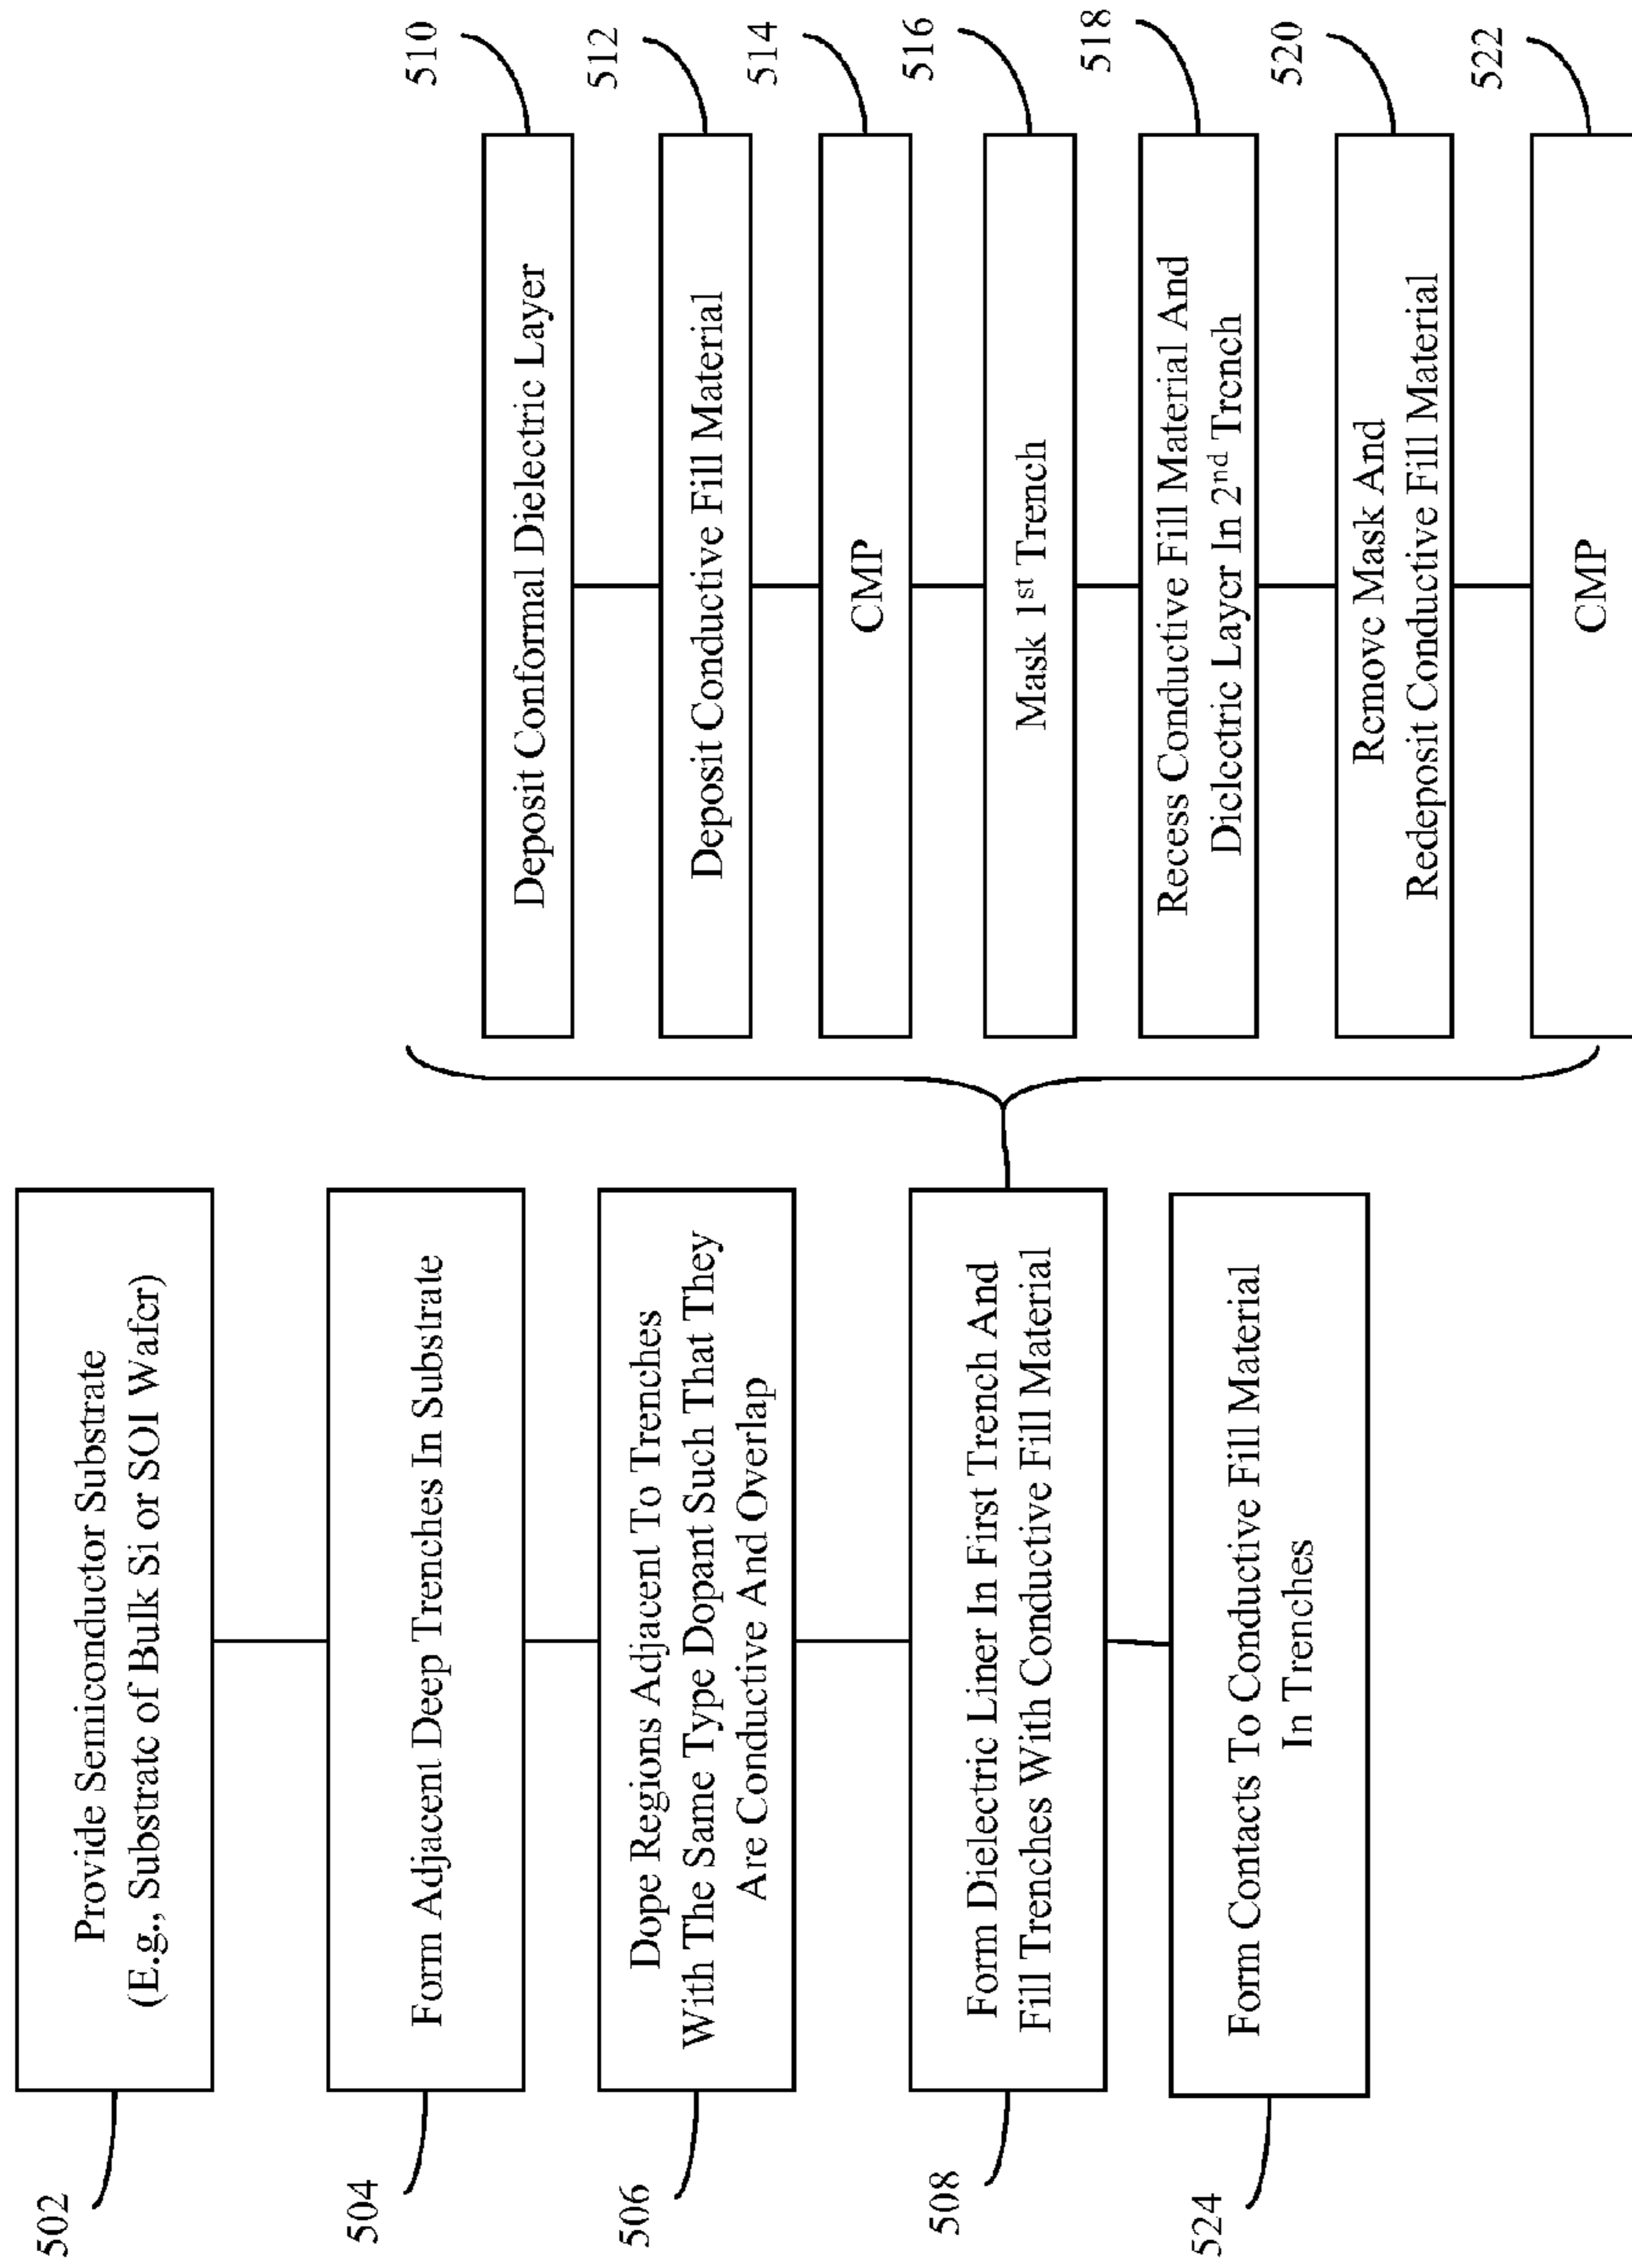 502
Provide Semiconductor Substrate
(E.g., Substrate of Bulk Si or SOI Wafer)
504
Form Adjacent Deep Trenches In Substrate
506
Dope Regions Adjacent To Trenches
With The Same Type Dopant Such That They
Are Conductive And Overlap
508
Form Dielectric Liner In First Trench And
Fill Trenches With Conductive Fill Material
524
Form Contacts To Conductive Fill Material
In Trenches
510
Deposit Conformal Dielectric Layer
512
Deposit Conductive Fill Material
514
CMP
516
Mask 1st Trench
518
Recess Conductive Fill Material And
Dielectric Layer In 2nd Trench
520
Remove Mask And
Redeposit Conductive Fill Material
522
CMP